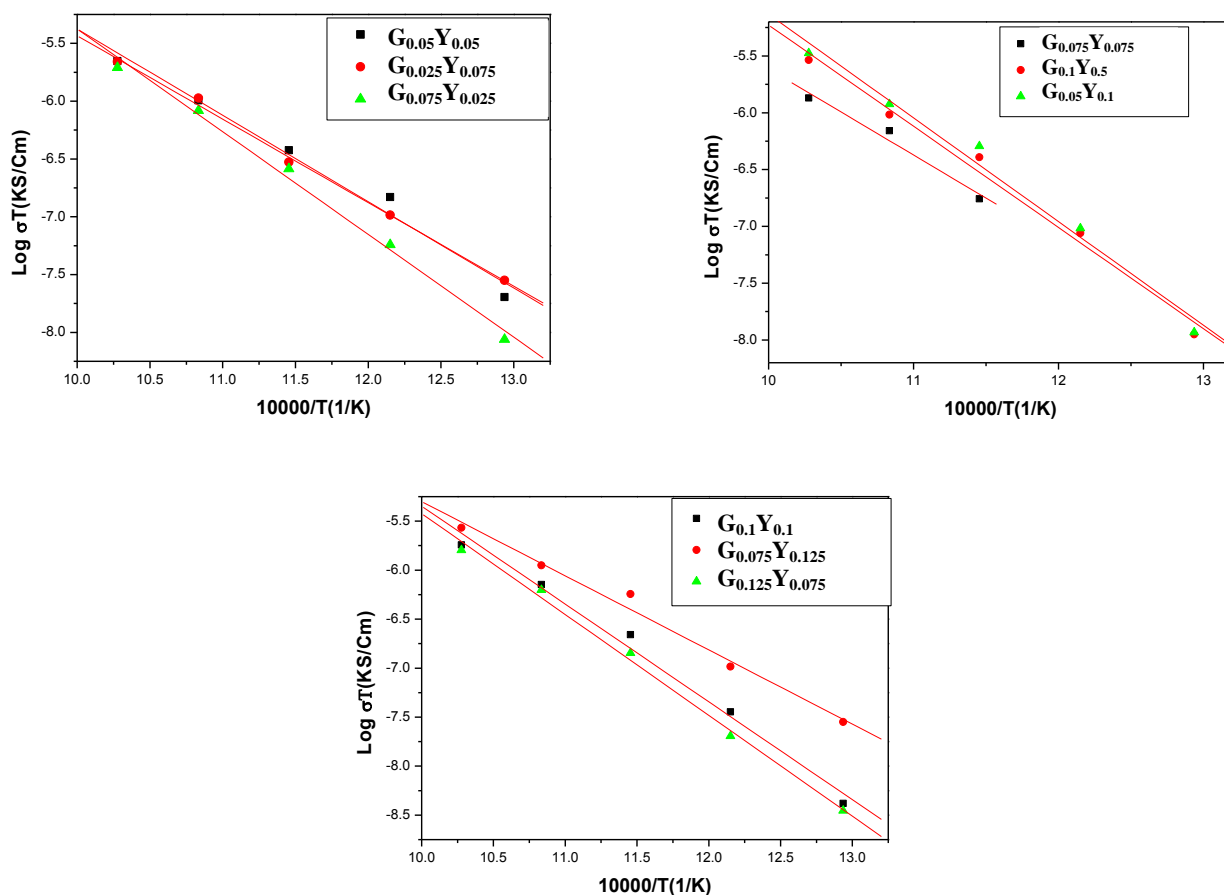 G0.05Y0.05
G0.025Y0.075
G0.075Y0.025
-5.5
-6.0
-6.5
-7.0
-7.5
-8.0
Log σT(KS/Cm)
10.0 10.5 11.0 11.5 12.0 12.5 13.0
10000/T(1/K)
G0.075Y0.075
G0.1Y0.5
G0.05Y0.1
-5.5
-6.0
-6.5
-7.0
-7.5
-8.0
Log σT(KS/Cm)
10 11 12 13
10000/T(1/K)
G0.1Y0.1
G0.075Y0.125
G0.125Y0.075
-5.5
-6.0
-6.5
-7.0
-7.5
-8.0
-8.5
Log σT(KS/Cm)
10.0 10.5 11.0 11.5 12.0 12.5 13.0
10000/T(1/K)